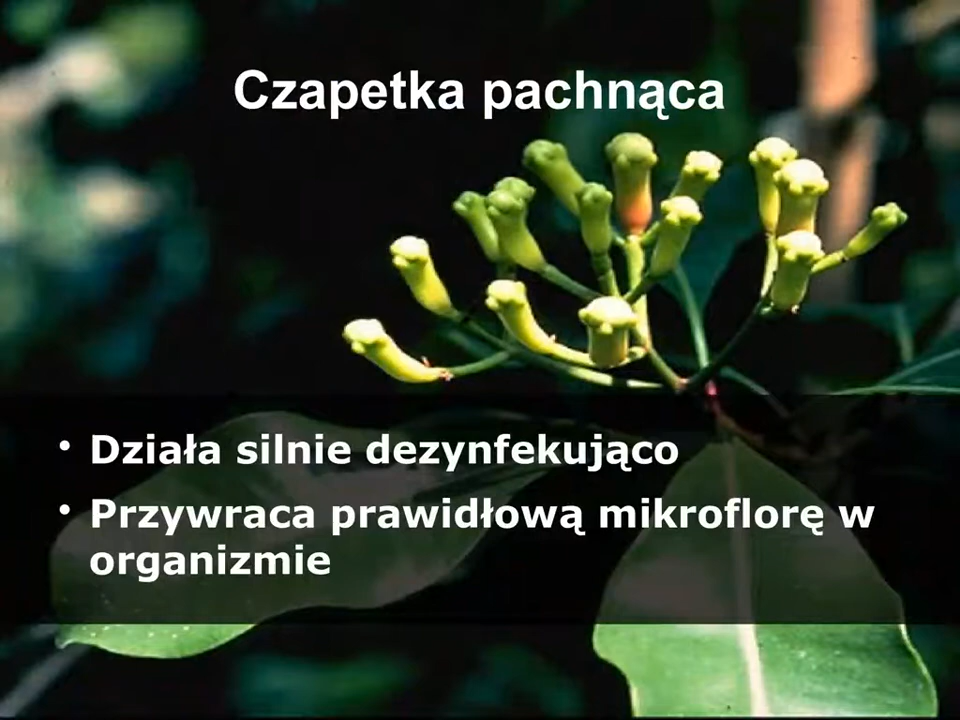 Czapetka pachnąca
• Działa silnie dezynfekująco
• Przywraca prawidłową mikroflorę w
organizmie